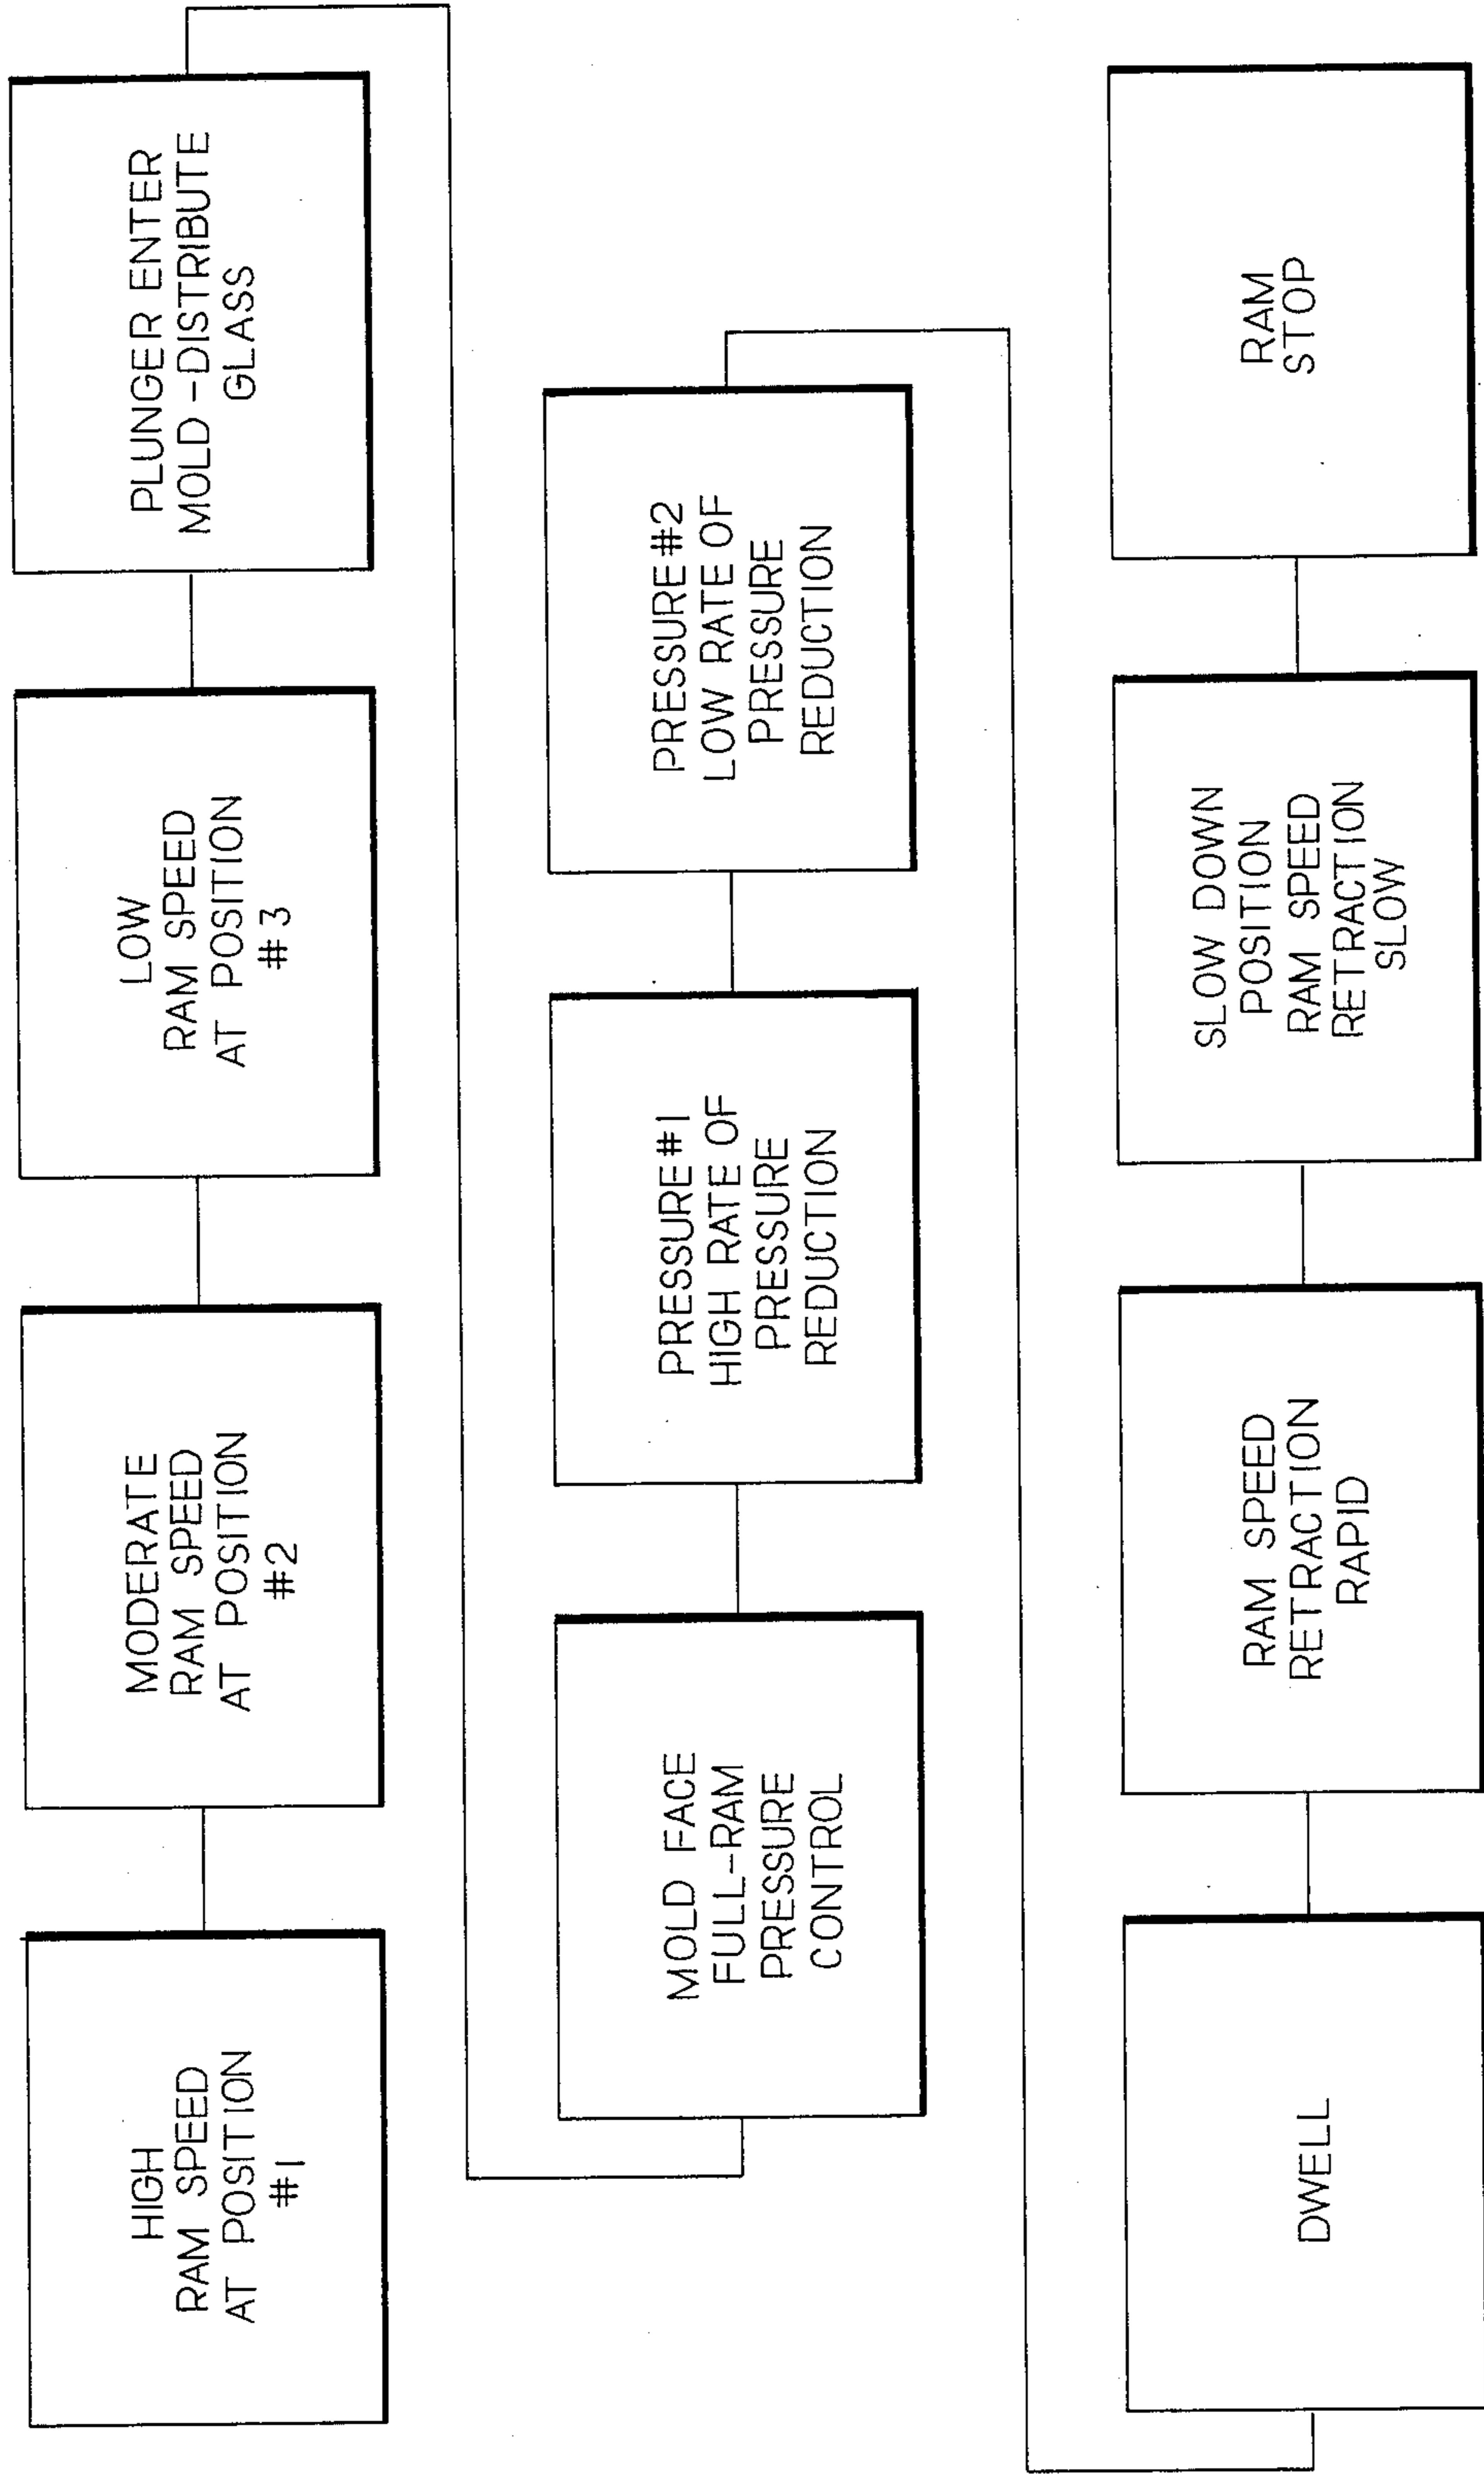 HIGH
RAM SPEED
AT POSITION
#1
MODERATE
RAM SPEED
AT POSITION
#2
LOW
RAM SPEED
AT POSITION
#3
PLUNGER ENTER
MOLD-DISTRIBUTE
GLASS
MOLD FACE
FULL-RAM
PRESSURE
CONTROL
PRESSURE #1
HIGH RATE OF
PRESSURE
REDUCTION
PRESSURE #2
LOW RATE OF
PRESSURE
REDUCTION
DWELL
RAM SPEED
RETRACTION
RAPID
SLOW DOWN
POSITION
RAM SPEED
RETRACTION
SLOW
RAM
STOP